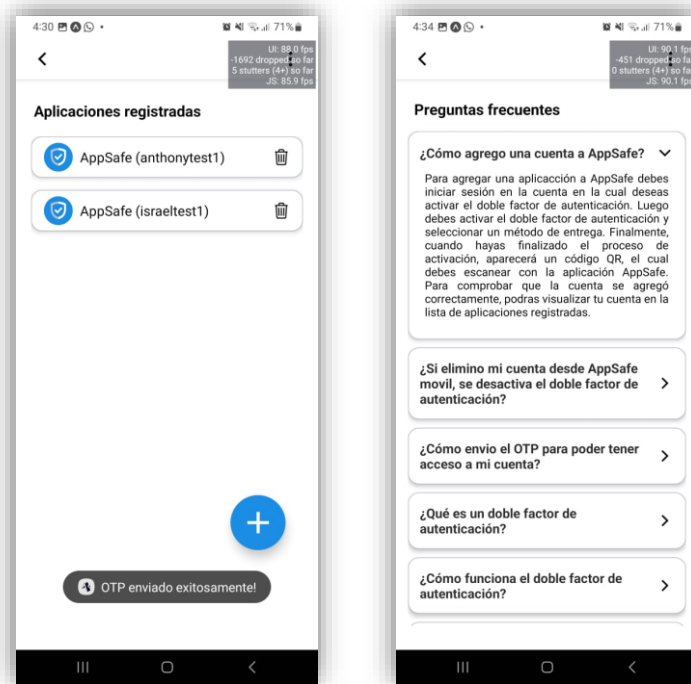 4:30
71%
UI: 88.0 fps
-1692 dropped so far
5 stutters (4+) so far
JS: 85.9 fps
Aplicaciones registradas
AppSafe (anthonytest1)
AppSafe (israeltest1)
+
OTP enviado exitosamente!
4:34
71%
UI: 90.1 fps
-451 dropped so far
0 stutters (4+) so far
JS: 90.1 fps
Preguntas frecuentes
¿Cómo agrego una cuenta a AppSafe?
Para agregar una aplicacción a AppSafe debes
iniciar sesión en la cuenta en la cual deseas
activar el doble factor de autenticación. Luego
debes activar el doble factor de autenticación y
seleccionar un método de entrega. Finalmente,
cuando hayas finalizado el proceso de
activación, aparecerá un código QR, el cual
debes escanear con la aplicación AppSafe.
Para comprobar que la cuenta se agregó
correctamente, podras visualizar tu cuenta en la
lista de aplicaciones registradas.
¿Si elimino mi cuenta desde AppSafe
movil, se desactiva el doble factor de
autenticación?
¿Cómo envio el OTP para poder tener
acceso a mi cuenta?
¿Qué es un doble factor de
autenticación?
¿Cómo funciona el doble factor de
autenticación?